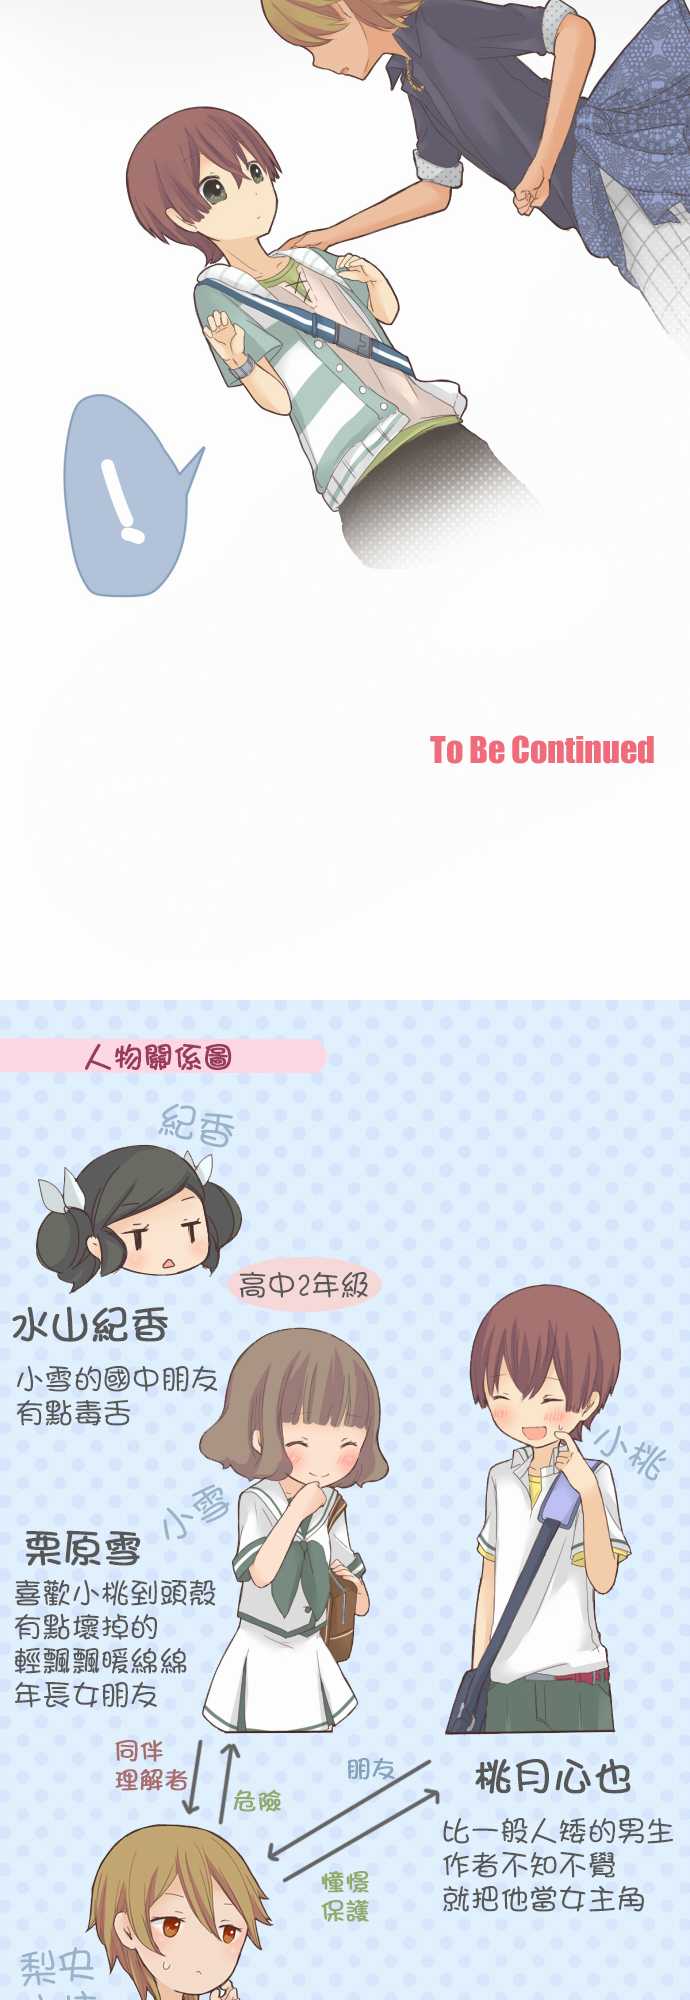 !
To Be Continued
人物關係圖
紀香
水山紀香
小雪的國中朋友
有點毒舌
高中2年級
小桃
小雪
栗原雪
喜歡小桃到頭殼
有點壞掉的
輕飄飄暖綿綿
年長女朋友
同伴
理解者
危險
朋友
憧憬
保護
桃月心也
比一般人矮的男生
作者不知不覺
就把他當女主角
梨央